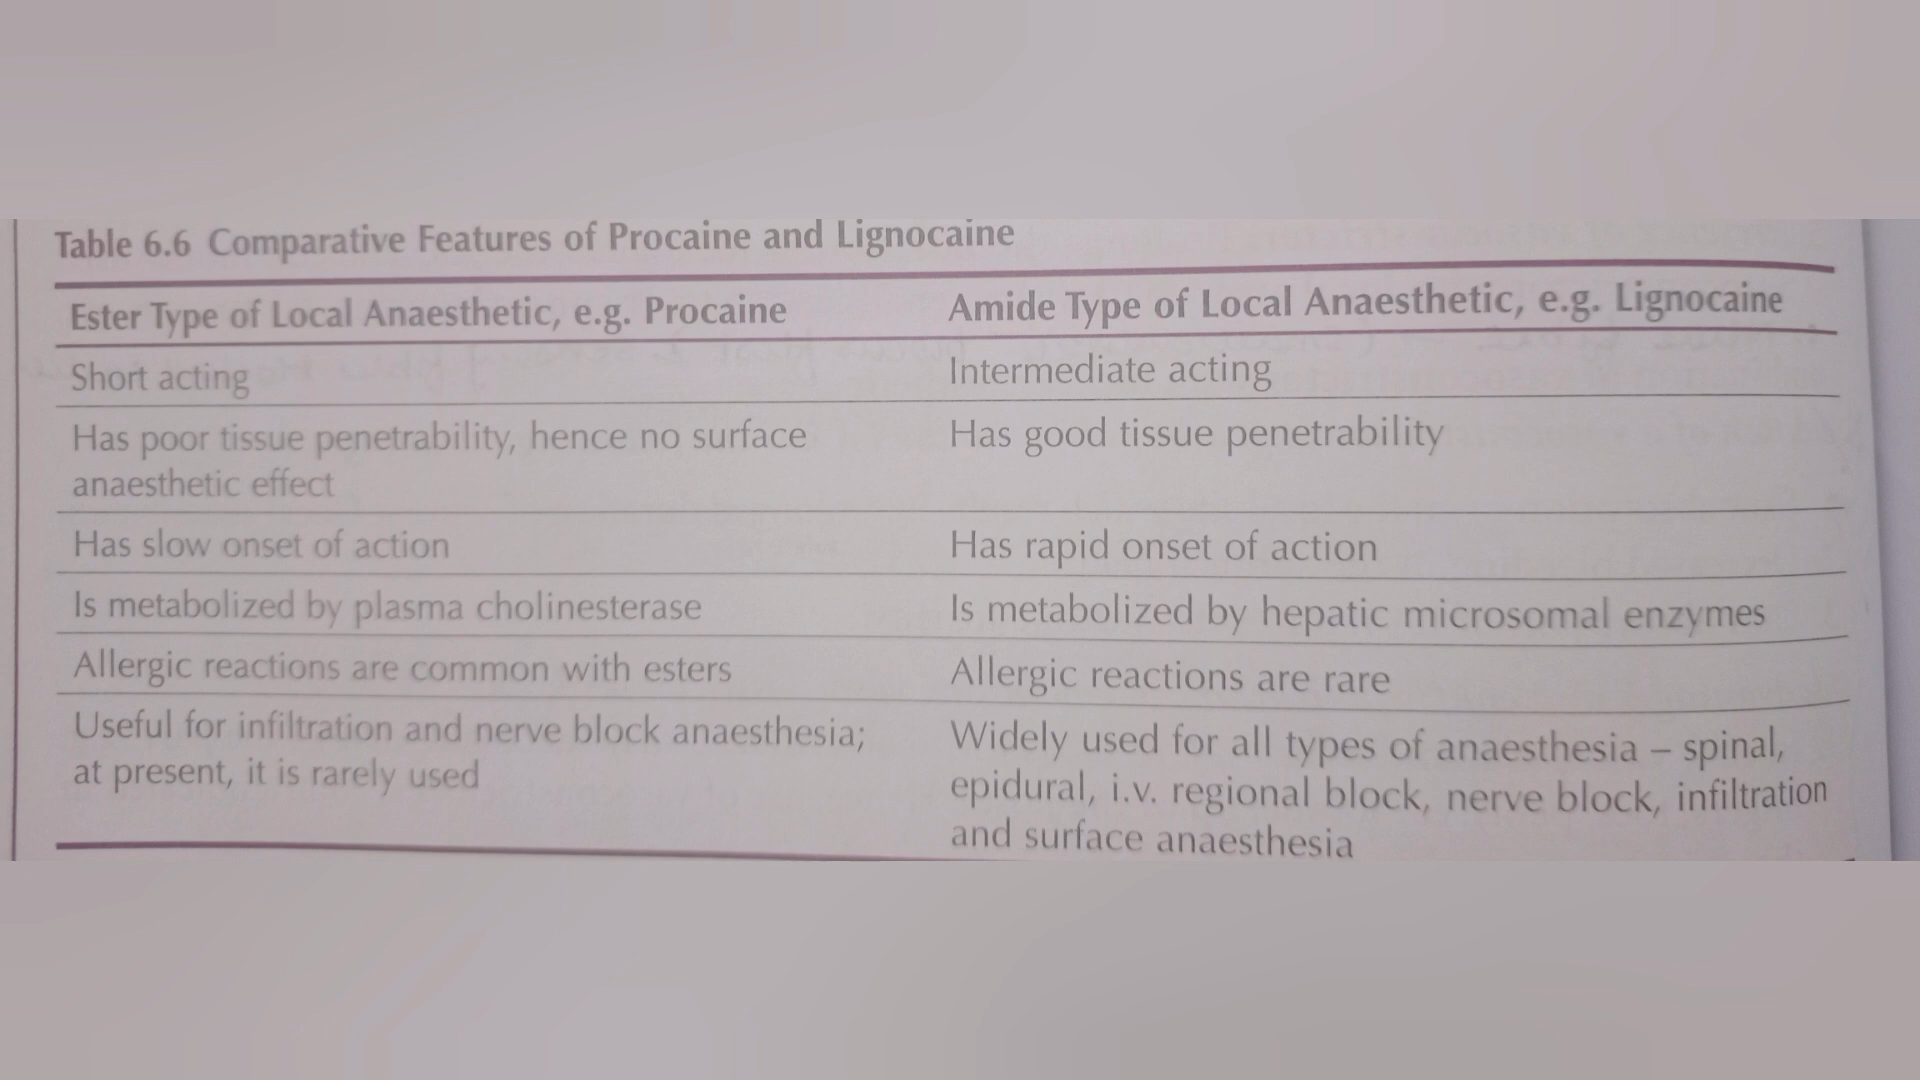 Table 6.6 Comparative Features of Procaine and Lignocaine
Ester Type of Local Anaesthetic, e.g. Procaine
Amide Type of Local Anaesthetic, e.g. Lignocaine
Short acting
Intermediate acting
Has poor tissue penetrability, hence no surface
anaesthetic effect
Has good tissue penetrability
Has slow onset of action
Has rapid onset of action
Is metabolized by plasma cholinesterase
Is metabolized by hepatic microsomal enzymes
Allergic reactions are common with esters
Allergic reactions are rare
Useful for infiltration and nerve block anaesthesia;
at present, it is rarely used
Widely used for all types of anaesthesia – spinal,
epidural, i.v. regional block, nerve block, infiltration
and surface anaesthesia